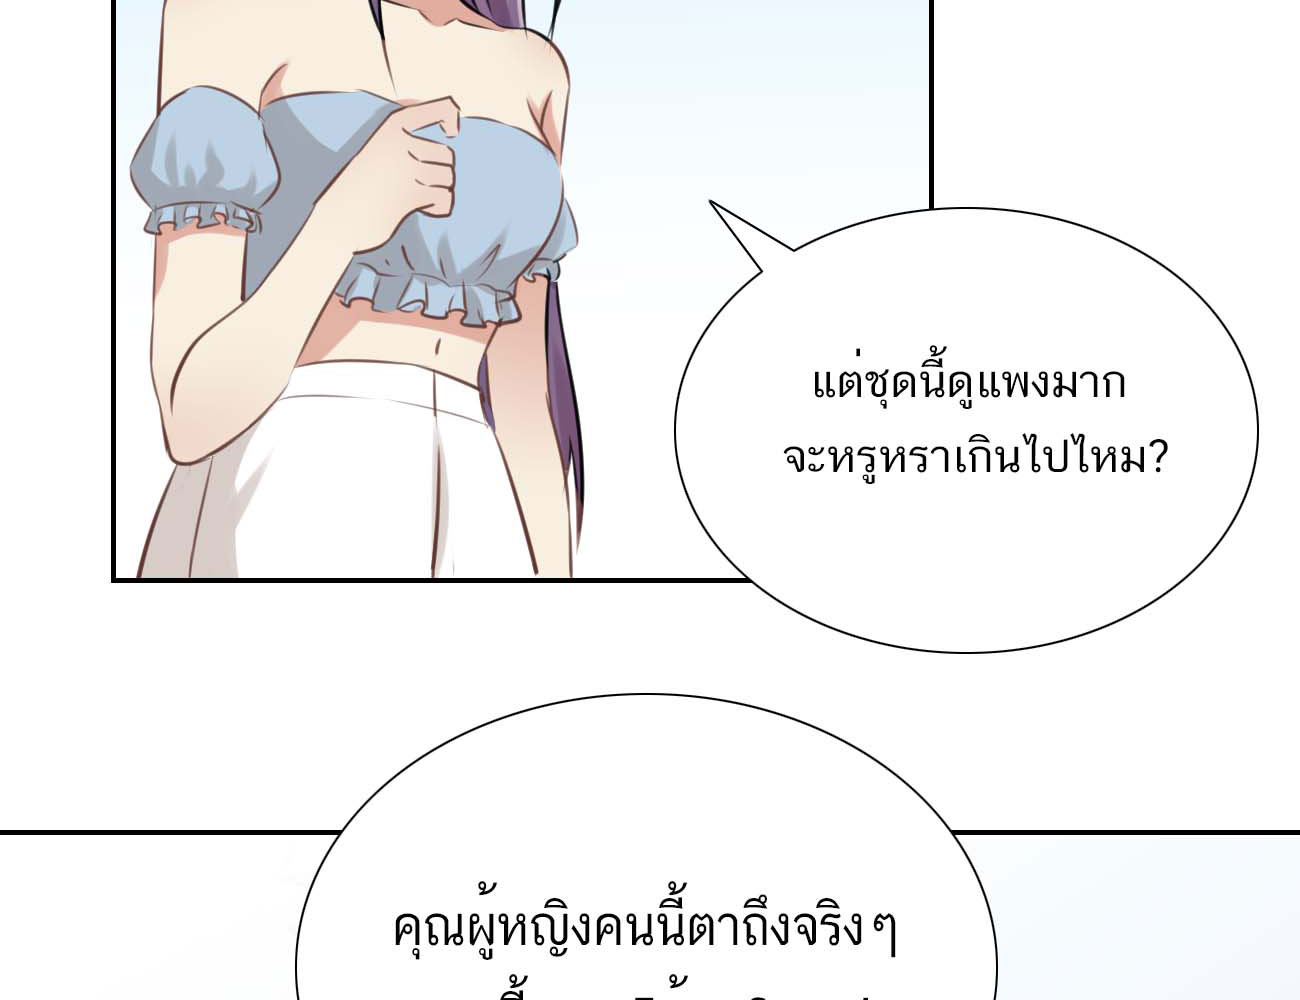 แต่ชุดนี้ดูแพงมาก
จะหรูหราเกินไปไหม?
คุณผู้หญิงคนนี้ตาถึงจริงๆ